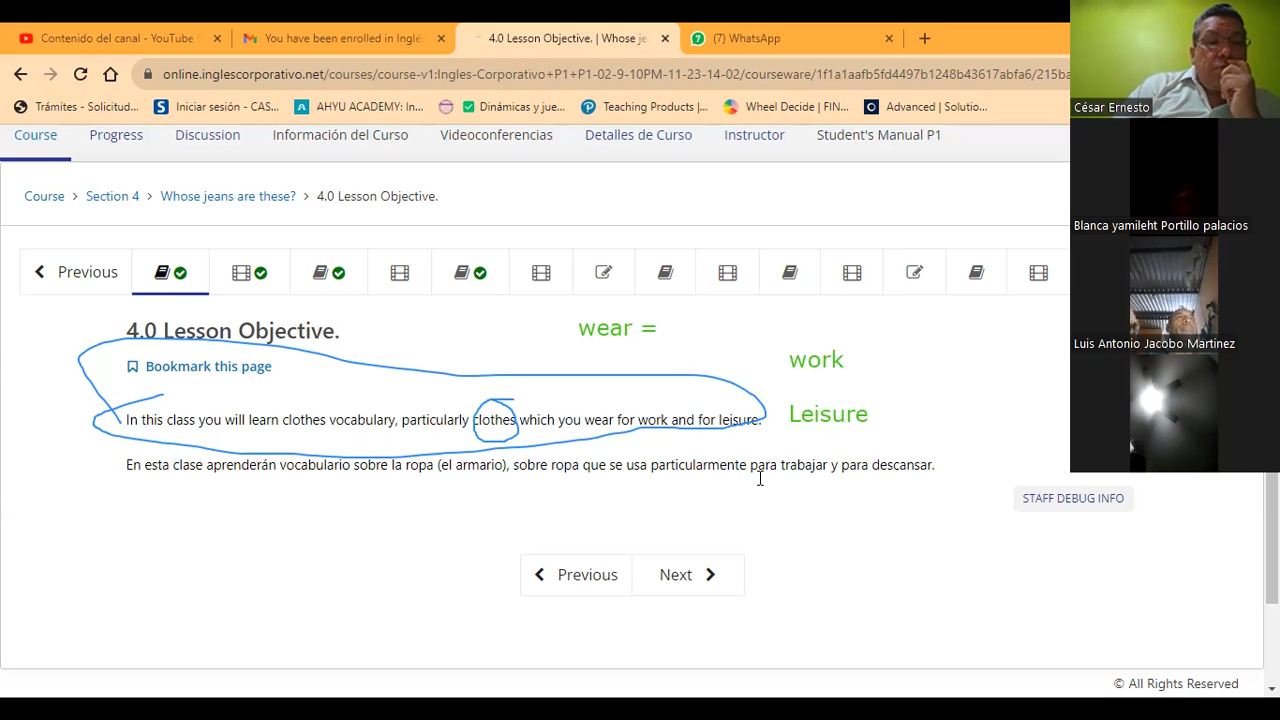 Contenido del canal - YouTube
You have been enrolled in Ingle
4.0 Lesson Objective. | Whose je
(7) WhatsApp
online.inglescorporativo.net/courses/course-v1:Ingles-Corporativo+P1+P1-02-9-10PM-11-23-14-02/courseware/1f1a1aafb5fd4497b1248b43617abfa6/215ba
Trámites - Solicitud...
Iniciar sesión - CAS...
AHYU ACADEMY: In...
Dinámicas y jue...
Teaching Products |...
Wheel Decide | FIN...
Advanced | Solutio...
César Ernesto
Course
Progress
Discussion
Información del Curso
Videoconferencias
Detalles de Curso
Instructor
Student's Manual P1
Course > Section 4 > Whose jeans are these? > 4.0 Lesson Objective.
Blanca yamileht Portillo palacios
Previous
4.0 Lesson Objective.
wear =
Luis Antonio Jacobo Martinez
Bookmark this page
work
In this class you will learn clothes vocabulary, particularly clothes which you wear for work and for leisure.
Leisure
En esta clase aprenderán vocabulario sobre la ropa (el armario), sobre ropa que se usa particularmente para trabajar y para descansar.
STAFF DEBUG INFO
Previous
Next
© All Rights Reserved